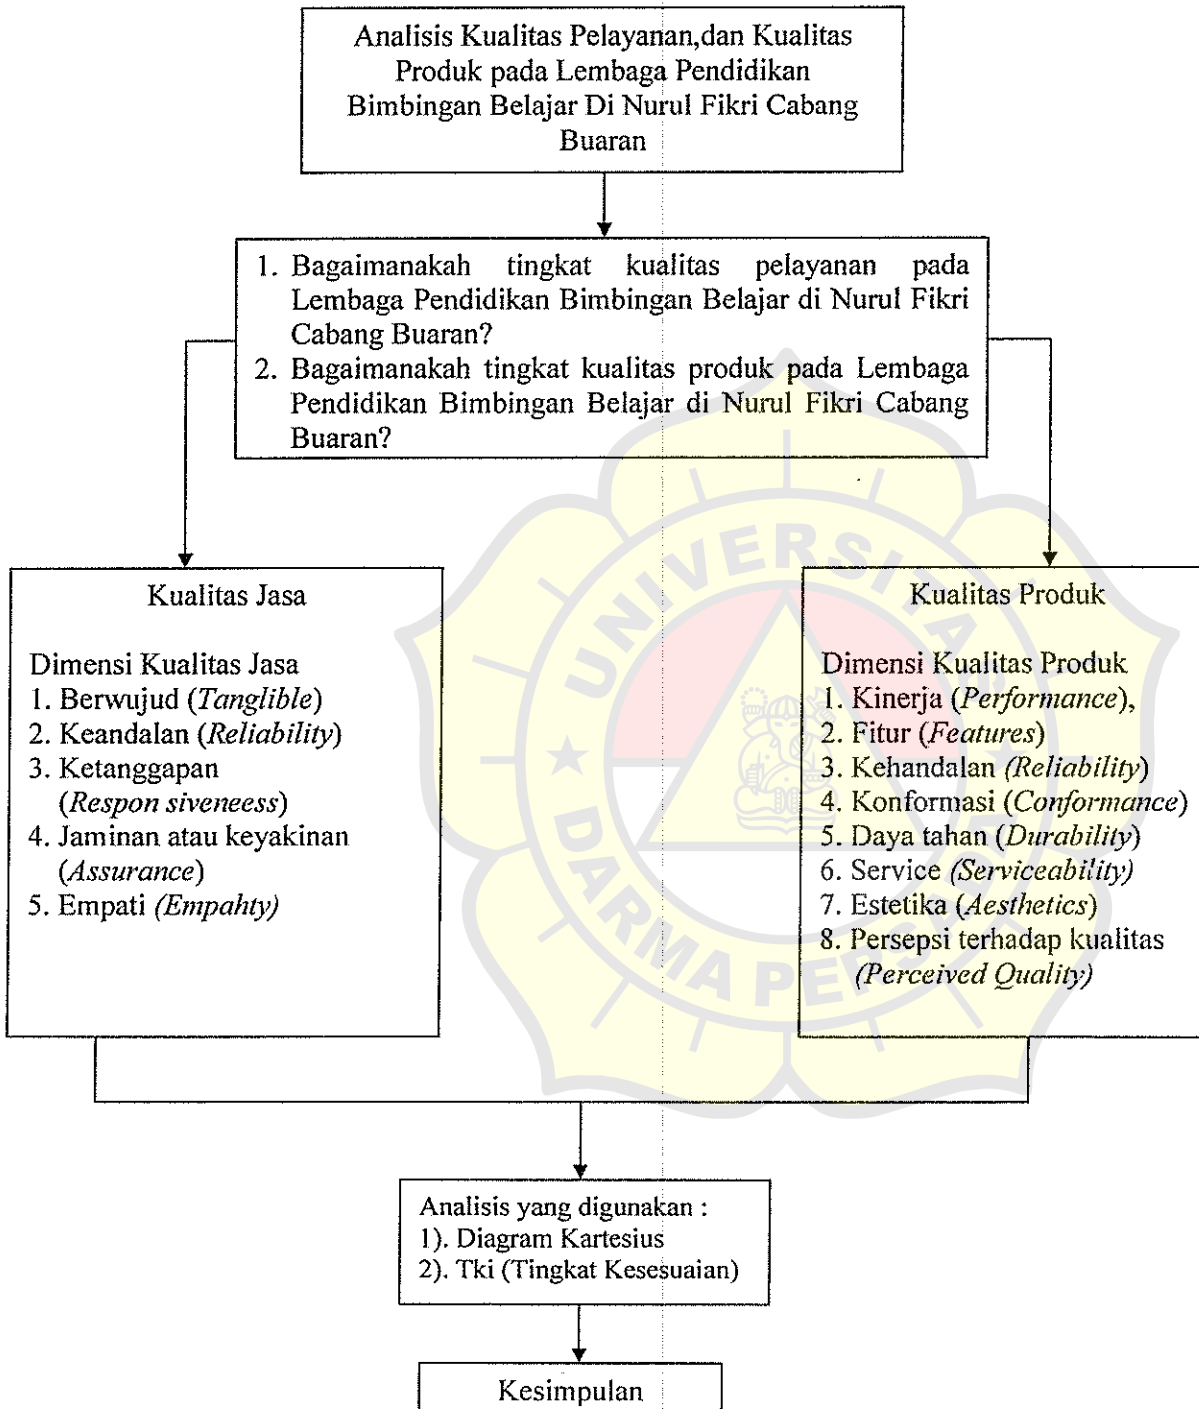 Analisis Kualitas Pelayanan,dan Kualitas
Produk pada Lembaga Pendidikan
Bimbingan Belajar Di Nurul Fikri Cabang
Buaran
1. Bagaimanakah tingkat kualitas pelayanan pada
Lembaga Pendidikan Bimbingan Belajar di Nurul Fikri
Cabang Buaran?
2. Bagaimanakah tingkat kualitas produk pada Lembaga
Pendidikan Bimbingan Belajar di Nurul Fikri Cabang
Buaran?
Kualitas Jasa
Dimensi Kualitas Jasa
1. Berwujud (Tanglible)
2. Keandalan (Reliability)
3. Ketanggapan
(Respon siveneess)
4. Jaminan atau keyakinan
(Assurance)
5. Empati (Empahty)
Kualitas Produk
Dimensi Kualitas Produk
1. Kinerja (Performance),
2. Fitur (Features)
3. Kehandalan (Reliability)
4. Konformasi (Conformance)
5. Daya tahan (Durability)
6. Service (Serviceability)
7. Estetika (Aesthetics)
8. Persepsi terhadap kualitas
(Perceived Quality)
UNIVERSITAS
DARMA PERSADA
Analisis yang digunakan :
1). Diagram Kartesius
2). Tki (Tingkat Kesesuaian)
Kesimpulan